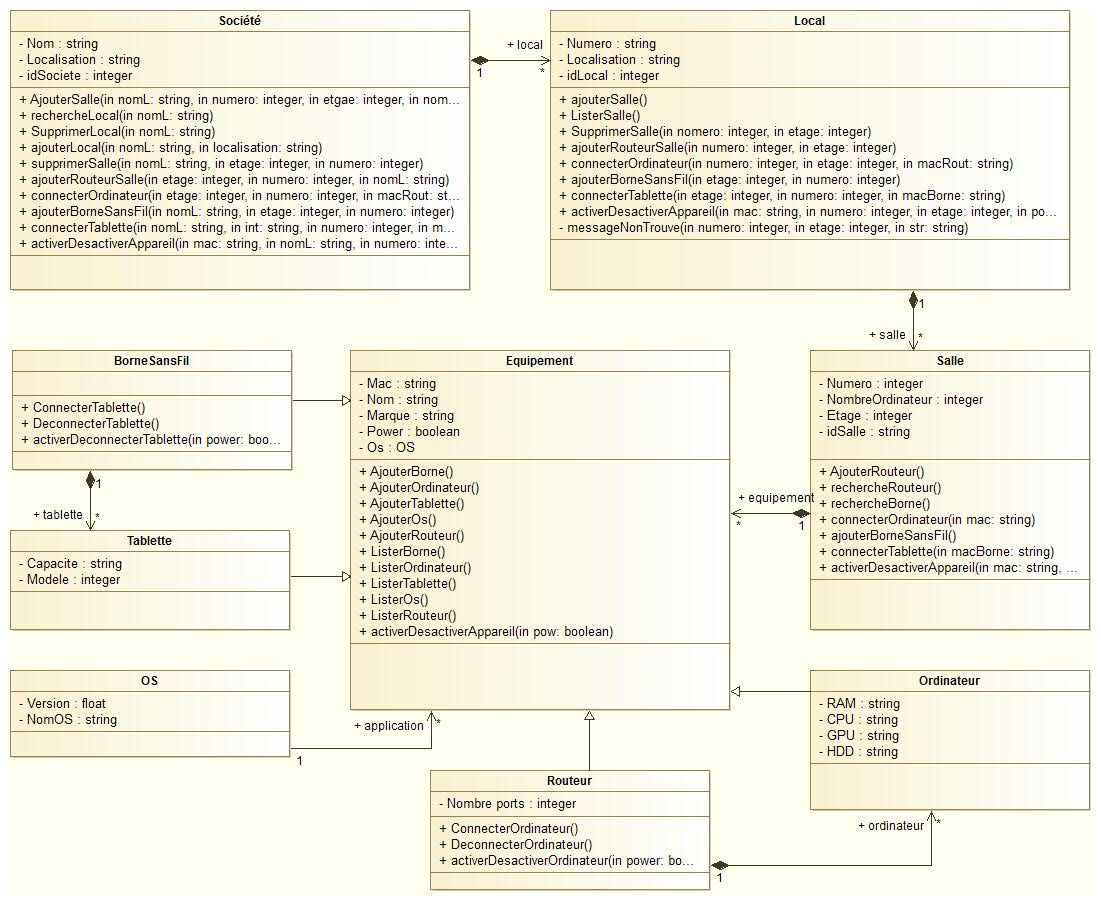 Société
- Nom : string
- Localisation : string
- idSociete : integer
+ AjouterSalle(in nomL: string, in numero: integer, in etgae: integer, in nom...
+ rechercheLocal(in nomL: string)
+ SupprimerLocal(in nomL: string)
+ ajouterLocal(in nomL: string, in localisation: string)
+ supprimerSalle(in nomL: string, in etage: integer, in numero: integer)
+ ajouterRouteurSalle(in etage: integer, in numero: integer, in nomL: string)
+ connecterOrdinateur(in etage: integer, in numero: integer, in macRout: st...
+ ajouterBorneSansFil(in nomL: string, in etage: integer, in numero: integer)
+ connecterTablette(in nomL: string, in int: string, in numero: integer, in m...
+ activerDesactiverAppareil(in mac: string, in nomL: string, in numero: inte...
+ local
1
*
Local
- Numero : string
- Localisation : string
- idLocal : integer
+ ajouterSalle()
+ ListerSalle()
+ SupprimerSalle(in nomero: integer, in etage: integer)
+ ajouterRouteurSalle(in numero: integer, in etage: integer)
+ connecterOrdinateur(in numero: integer, in etage: integer, in macRout: string)
+ ajouterBorneSansFil(in etage: integer, in numero: integer)
+ connecterTablette(in etage: integer, in numero: integer, in macBorne: string)
+ activerDesactiverAppareil(in mac: string, in numero: integer, in etage: integer, in po...
- messageNonTrouve(in numero: integer, in etage: integer, in str: string)
1
+ salle
*
BorneSansFil
+ ConnecterTablette()
+ DeconnecterTablette()
+ activerDeconnecterTablette(in power: boo...
1
+ tablette
*
Equipement
- Mac : string
- Nom : string
- Marque : string
- Power : boolean
- Os : OS
+ AjouterBorne()
+ AjouterOrdinateur()
+ AjouterTablette()
+ AjouterOs()
+ AjouterRouteur()
+ ListerBorne()
+ ListerOrdinateur()
+ ListerTablette()
+ ListerOs()
+ ListerRouteur()
+ activerDesactiverAppareil(in pow: boolean)
Salle
- Numero : integer
- NombreOrdinateur : integer
- Etage : integer
- idSalle : string
+ AjouterRouteur()
+ rechercheRouteur()
+ rechercheBorne()
+ connecterOrdinateur(in mac: string)
+ ajouterBorneSansFil()
+ connecterTablette(in macBorne: string)
+ activerDesactiverAppareil(in mac: string, ...
+ equipement
*
1
Tablette
- Capacite : string
- Modele : integer
OS
- Version : float
- NomOS : string
+ application
*
1
Ordinateur
- RAM : string
- CPU : string
- GPU : string
- HDD : string
Routeur
- Nombre ports : integer
+ ConnecterOrdinateur()
+ DeconnecterOrdinateur()
+ activerDesactiverOrdinateur(in power: bo...
+ ordinateur
*
1